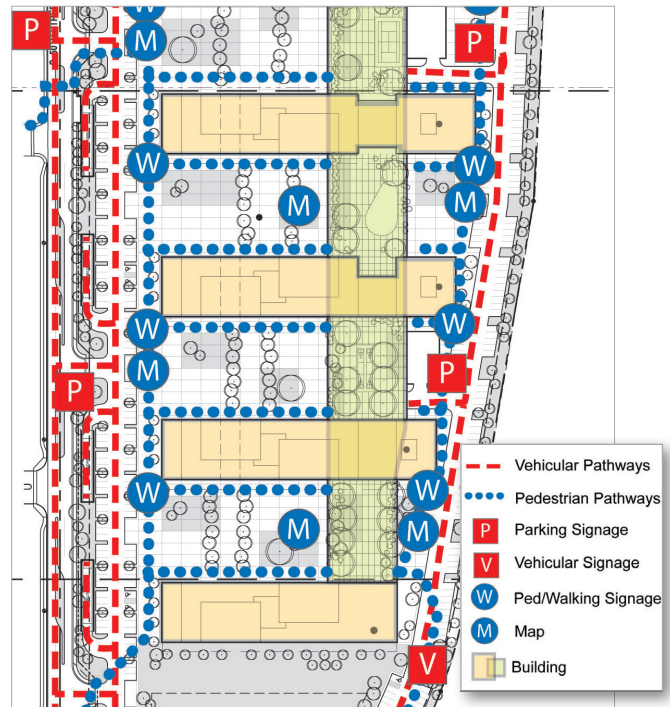 P
M
P
W
W
M
M
W
W
M
P
P
W
W
M
M
V
Vehicular Pathways
Pedestrian Pathways
P Parking Signage
V Vehicular Signage
W Ped/Walking Signage
M Map
Building